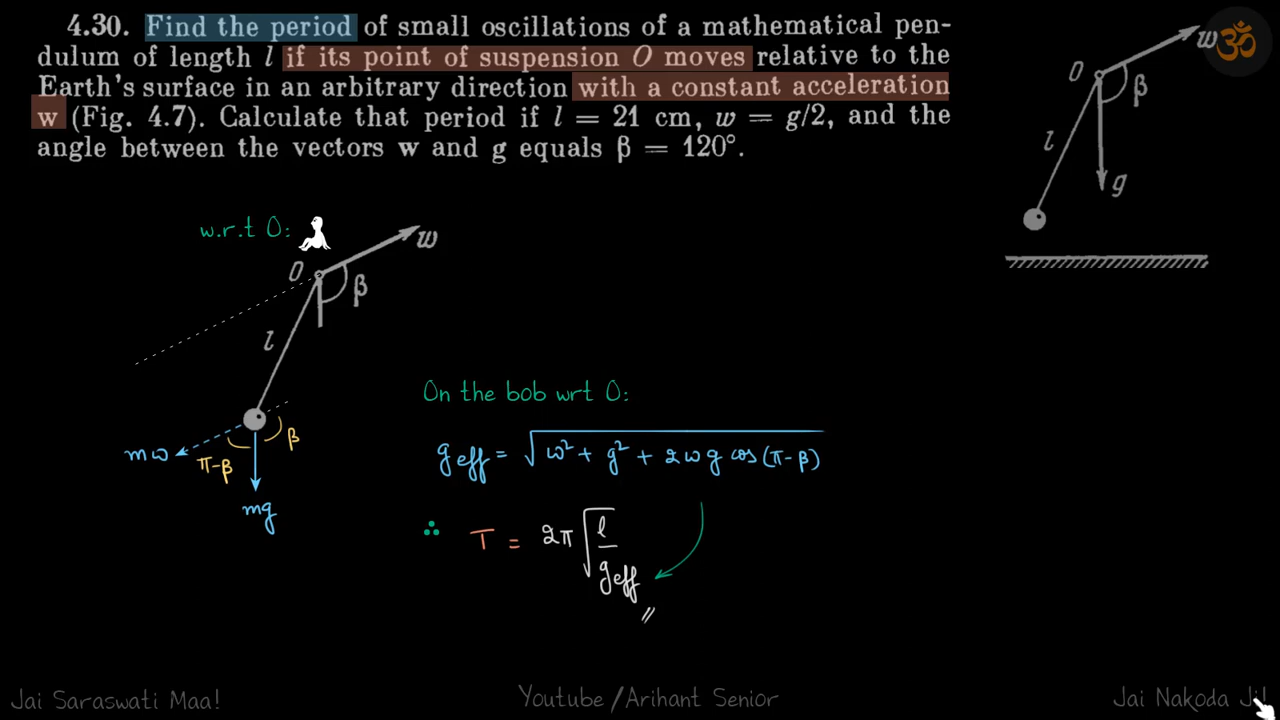 4.30. Find the period of small oscillations of a mathematical pen-
dulum of length l if its point of suspension O moves relative to the
Earth's surface in an arbitrary direction with a constant acceleration
w (Fig. 4.7). Calculate that period if l = 21 cm, w = g/2, and the
angle between the vectors w and g equals β = 120°.
w
ॐ
O
β
l
g
w.r.t O:
w
O
β
l
β
mw
π-β
mg
On the bob wrt O:
geff = √(w² + g² + 2wg cos(π-β))
∴ T = 2π √(l/geff)
Jai Saraswati Maa!
Youtube /Arihant Senior
Jai Nakoda Ji!